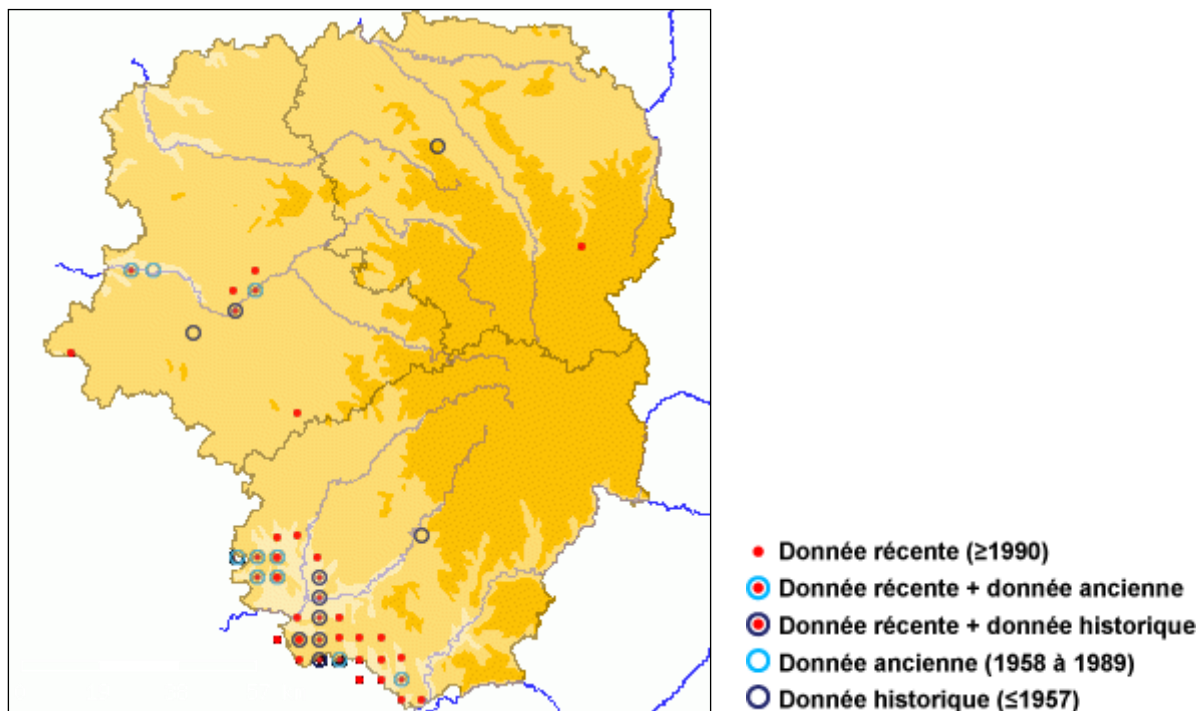 Donnée récente (≥1990)
Donnée récente + donnée ancienne
Donnée récente + donnée historique
Donnée ancienne (1958 à 1989)
Donnée historique (≤1957)